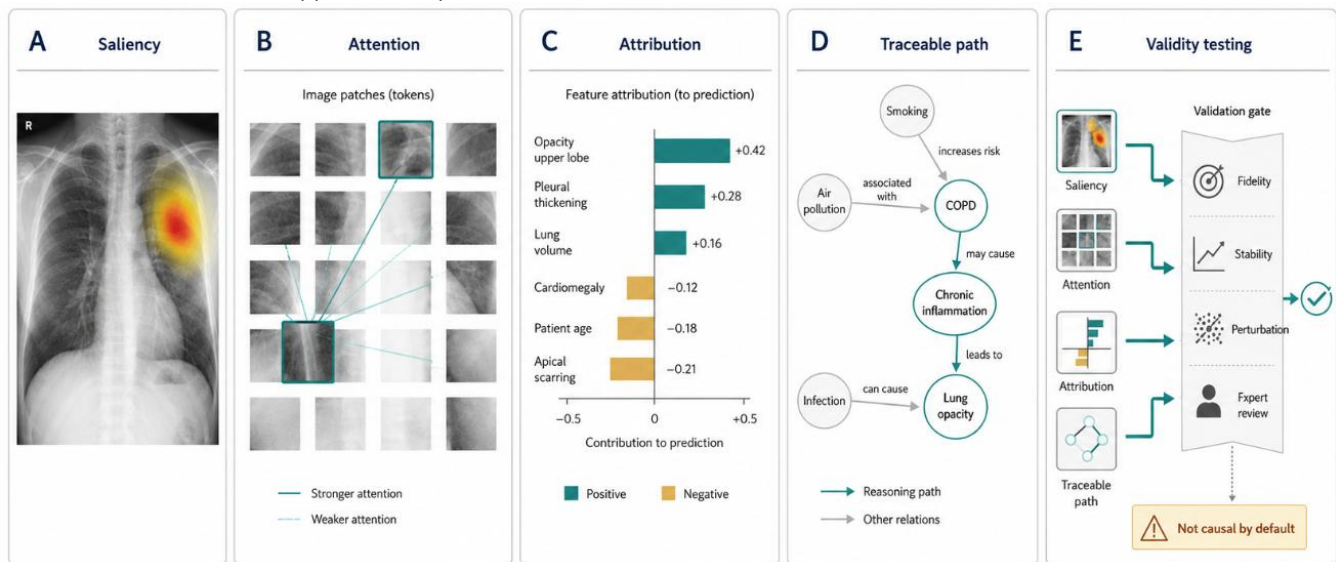 A Saliency
R
B Attention
Image patches (tokens)
Stronger attention
Weaker attention
C Attribution
Feature attribution (to prediction)
Opacity
upper lobe
+0.42
Pleural
thickening
+0.28
Lung
volume
+0.16
Cardiomegaly
−0.12
Patient age
−0.18
Apical
scarring
−0.21
−0.5 0 +0.5
Contribution to prediction
Positive Negative
D Traceable path
Smoking
increases risk
Air
pollution
associated
with
COPD
may cause
Chronic
inflammation
leads to
Infection
can cause
Lung
opacity
Reasoning path
Other relations
E Validity testing
Validation gate
Saliency
Attention
Attribution
Traceable
path
Fidelity
Stability
Perturbation
Fxpert
review
Not causal by default